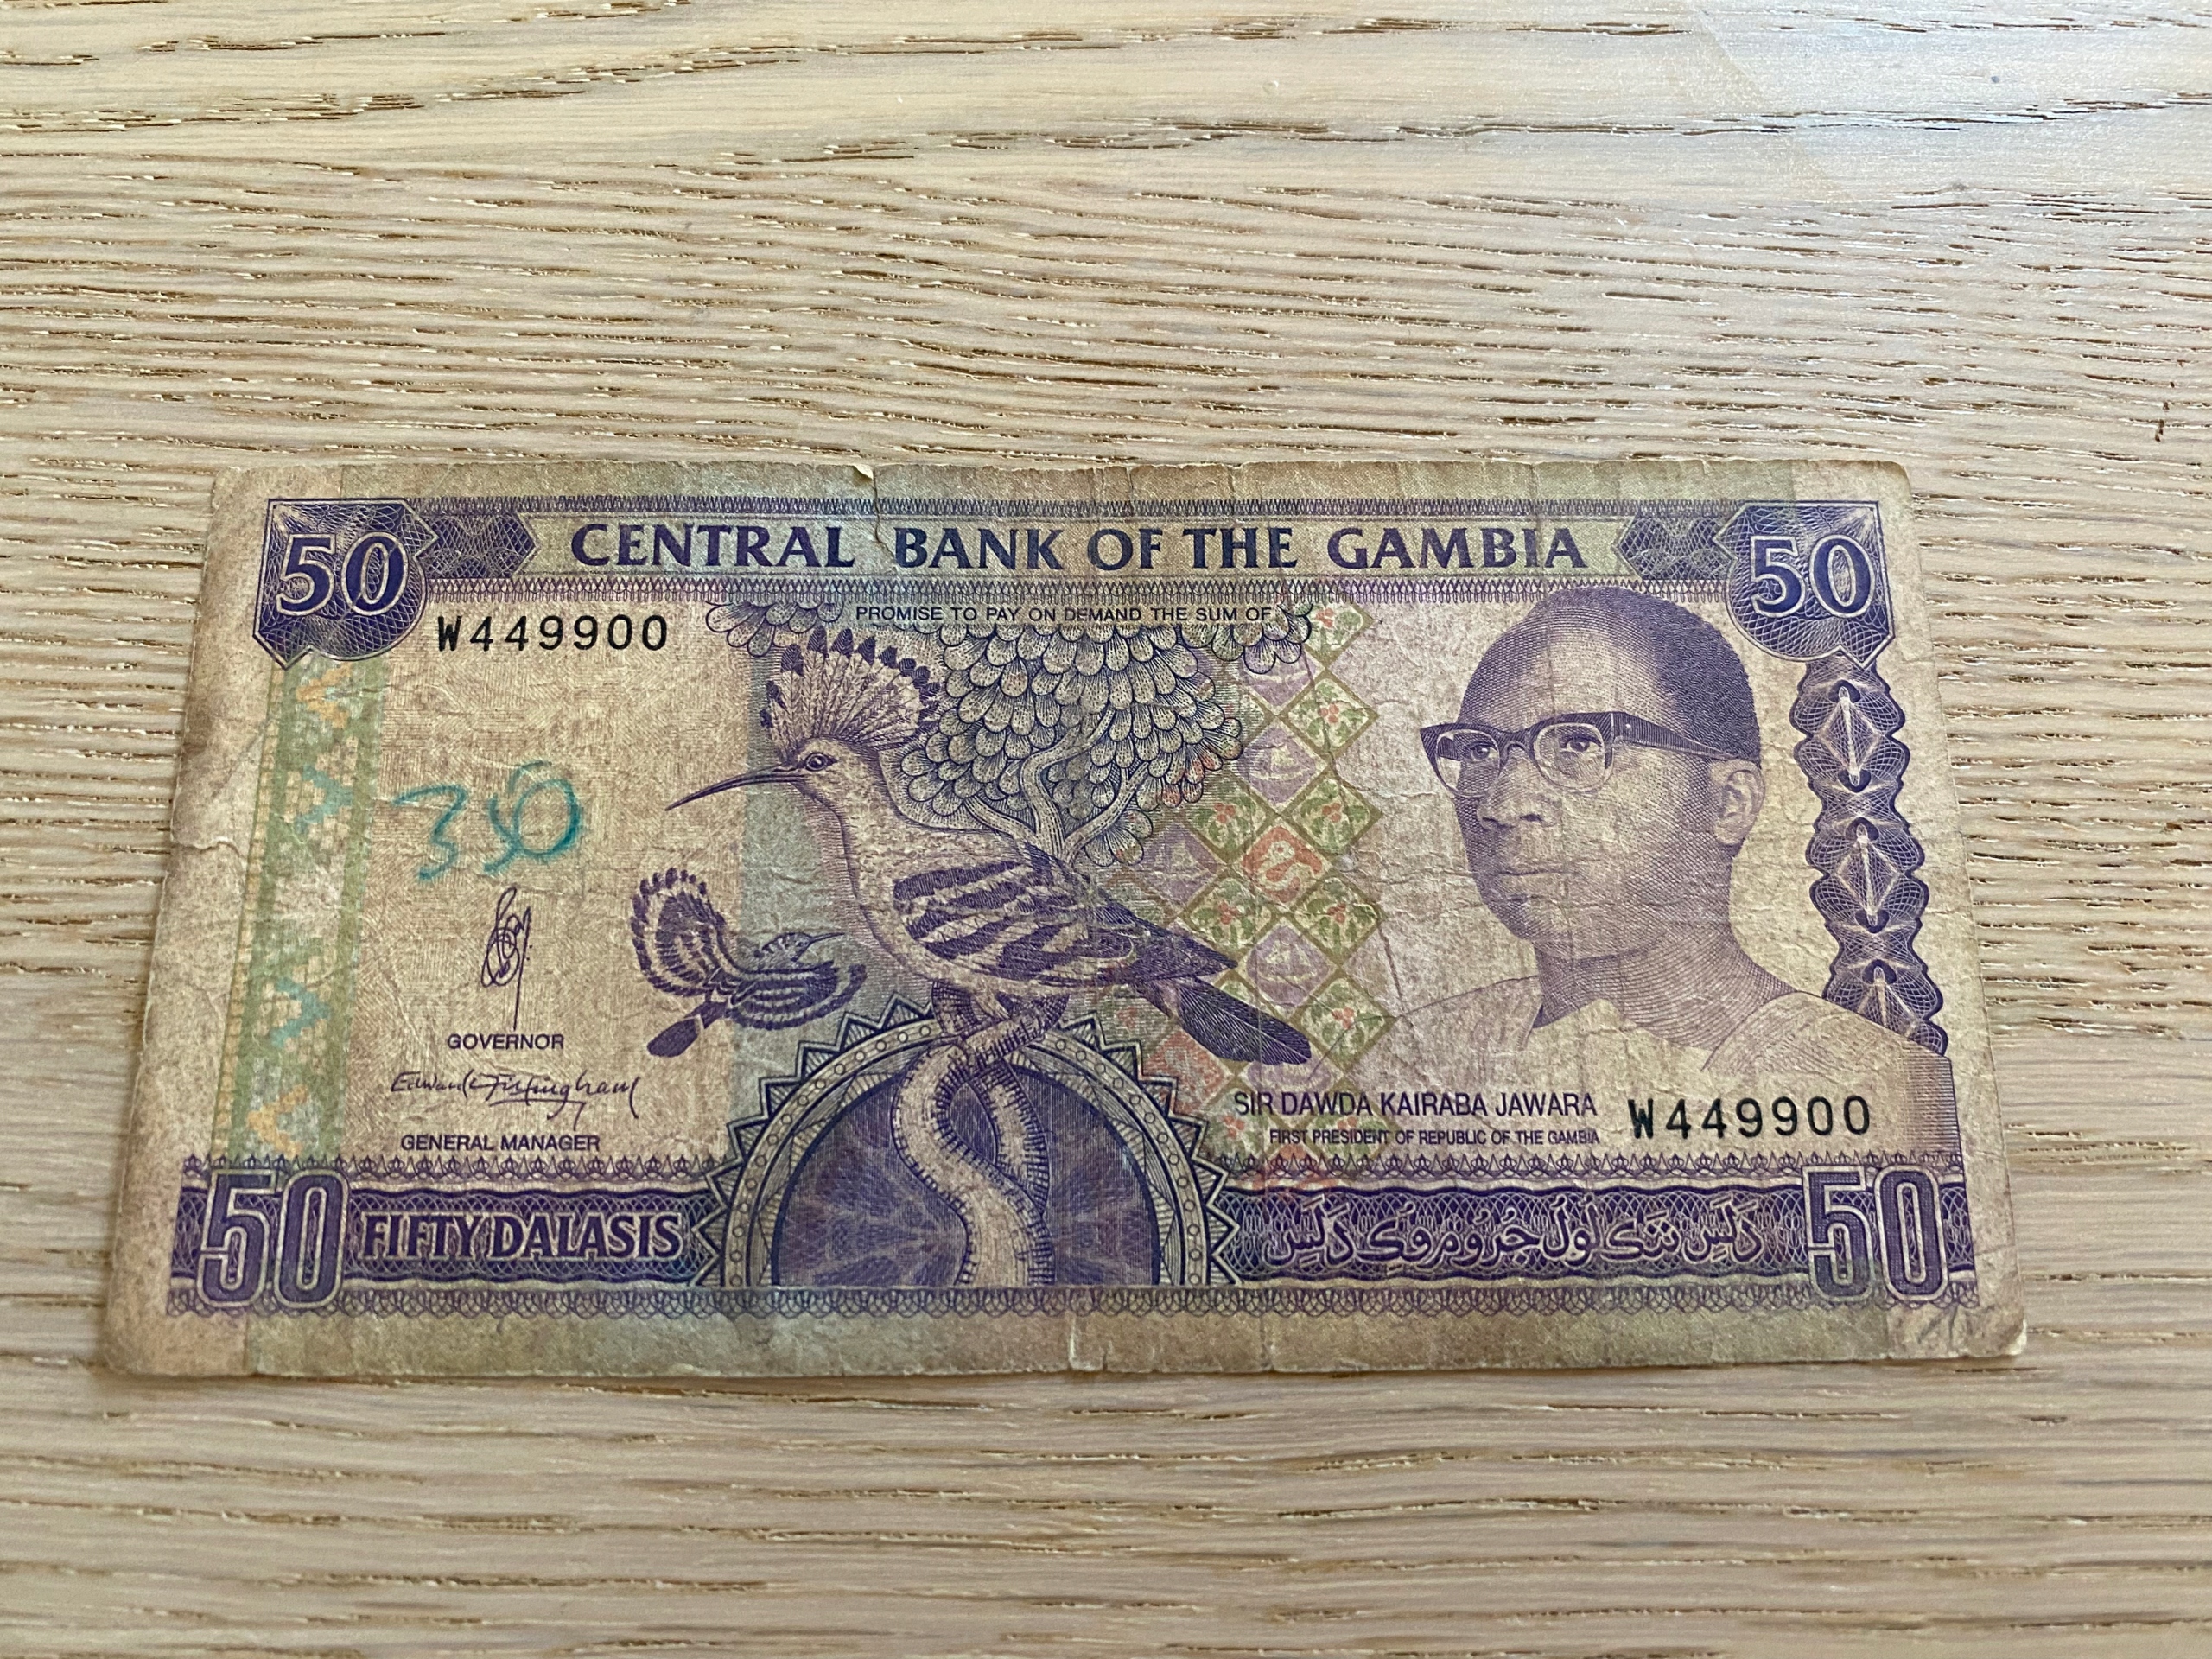 50 CENTRAL BANK OF THE GAMBIA 50
W449900
PROMISE TO PAY ON DEMAND THE SUM OF
GOVERNOR
GENERAL MANAGER
SIR DAWDA KAIRABA JAWARA
FIRST PRESIDENT OF REPUBLIC OF THE GAMBIA
W449900
50 FIFTY DALASIS
50